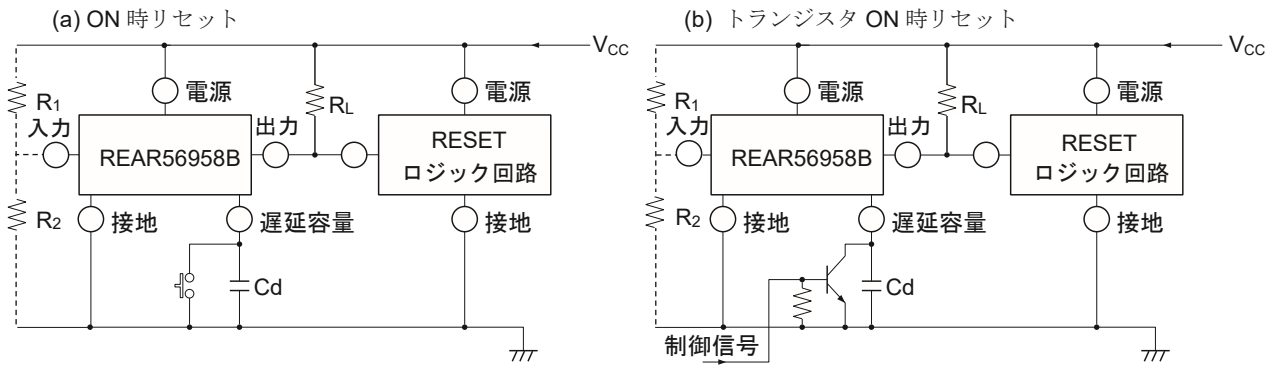 (a) ON 時リセット
VCC
R1
電源
RL
電源
入力
出力
REAR56958B
RESET
ロジック回路
R2
接地
遅延容量
接地
Cd
(b) トランジスタ ON 時リセット
VCC
R1
電源
RL
電源
入力
出力
REAR56958B
RESET
ロジック回路
R2
接地
遅延容量
接地
Cd
制御信号